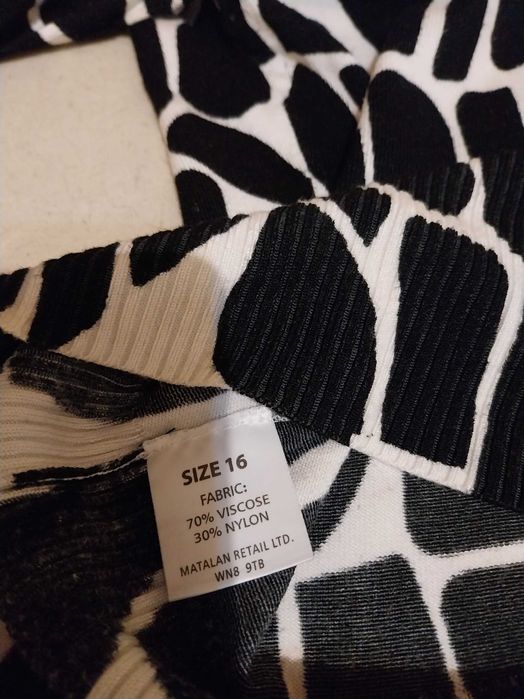 SIZE 16
FABRIC:
70% VISCOSE
30% NYLON
MATALAN RETAIL LTD.
WN8 9TB